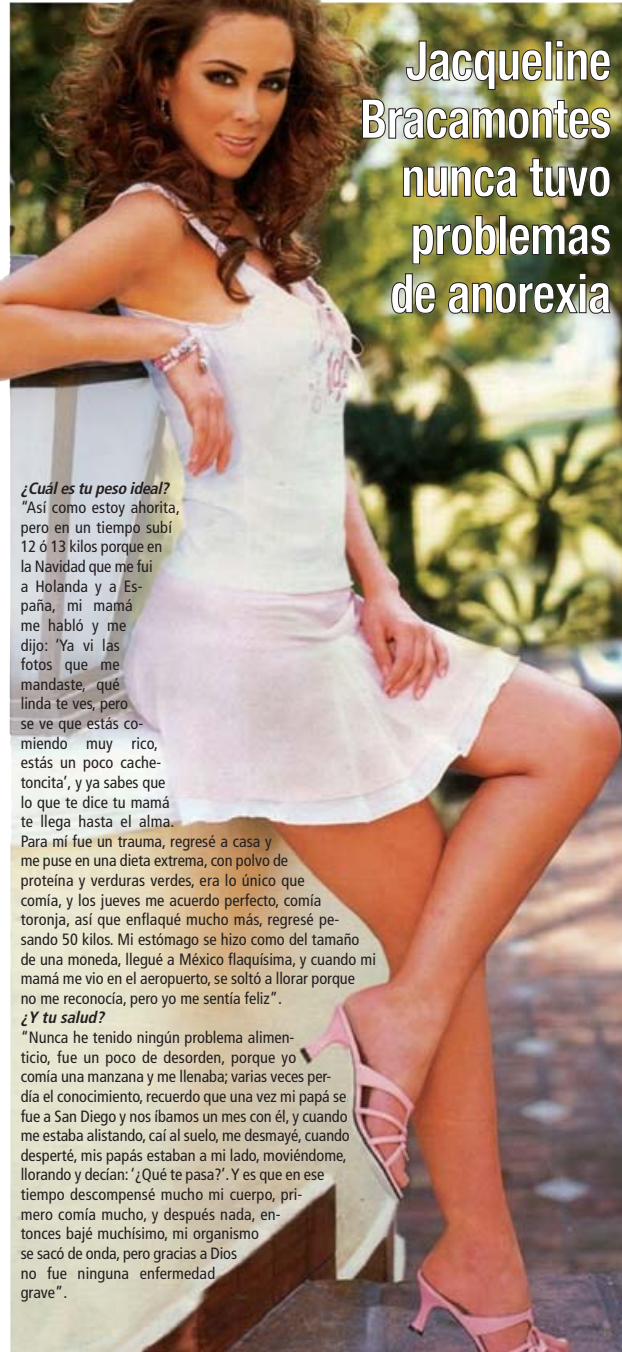 Jacqueline
Bracamontes
nunca tuvo
problemas
de anorexia
¿Cuál es tu peso ideal?
"Así como estoy ahorita,
pero en un tiempo subí
12 ó 13 kilos porque en
la Navidad que me fui
a Holanda y a Es-
paña, mi mamá
me habló y me
dijo: 'Ya vi las
fotos que me
mandaste, qué
linda te ves, pero
se ve que estás co-
miendo muy rico,
estás un poco cache-
toncita', y ya sabes que
lo que te dice tu mamá
te llega hasta el alma.
Para mí fue un trauma, regresé a casa y
me puse en una dieta extrema, con polvo de
proteína y verduras verdes, era lo único que
comía, y los jueves me acuerdo perfecto, comía
toronja, así que enflaqué mucho más, regresé pe-
sando 50 kilos. Mi estómago se hizo como del tamaño
de una moneda, llegué a México flaquísima, y cuando mi
mamá me vio en el aeropuerto, se soltó a llorar porque
no me reconocía, pero yo me sentía feliz".
¿Y tu salud?
"Nunca he tenido ningún problema alimen-
ticio, fue un poco de desorden, porque yo
comía una manzana y me llenaba; varias veces per-
día el conocimiento, recuerdo que una vez mi papá se
fue a San Diego y nos íbamos un mes con él, y cuando
me estaba alistando, caí al suelo, me desmayé, cuando
desperté, mis papás estaban a mi lado, moviéndome,
llorando y decían: '¿Qué te pasa?'. Y es que en ese
tiempo descompensé mucho mi cuerpo, pri-
mero comía mucho, y después nada, en-
tonces bajé muchísimo, mi organismo
se sacó de onda, pero gracias a Dios
no fue ninguna enfermedad
grave".